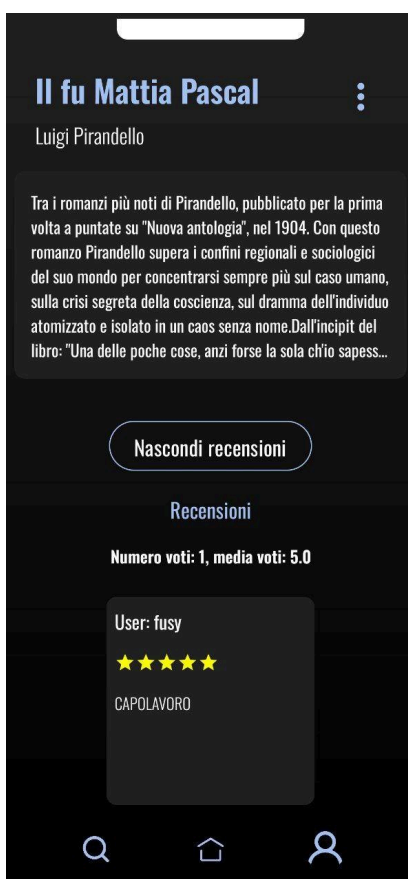 Il fu Mattia Pascal
Luigi Pirandello
Tra i romanzi più noti di Pirandello, pubblicato per la prima
volta a puntate su "Nuova antologia", nel 1904. Con questo
romanzo Pirandello supera i confini regionali e sociologici
del suo mondo per concentrarsi sempre più sul caso umano,
sulla crisi segreta della coscienza, sul dramma dell'individuo
atomizzato e isolato in un caos senza nome.Dall'incipit del
libro: "Una delle poche cose, anzi forse la sola ch'io sapess...
Nascondi recensioni
Recensioni
Numero voti: 1, media voti: 5.0
User: fusy
CAPOLAVORO